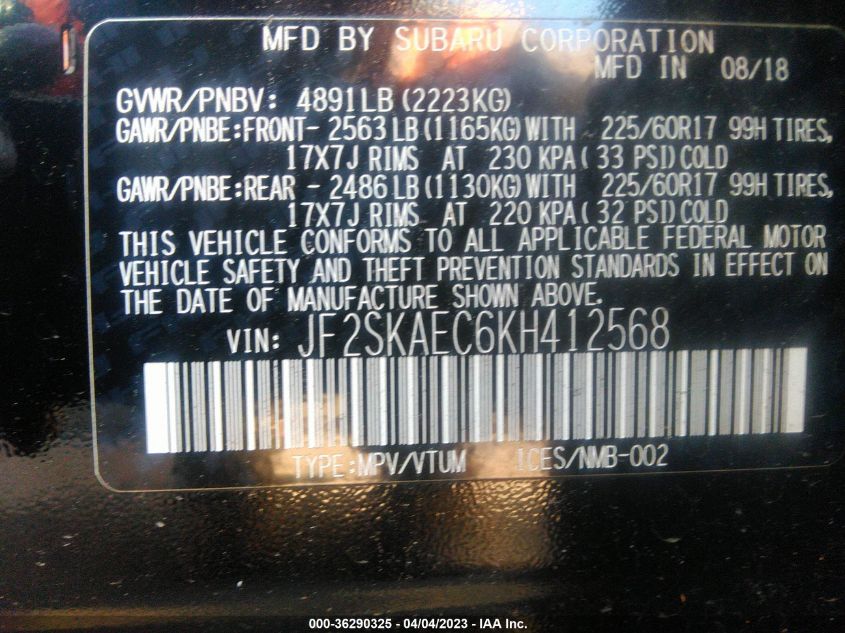 MFD BY SUBARU CORPORATION
MFD IN 08/18
GVWR/PNBV: 4891LB (2223KG)
GAWR/PNBE:FRONT- 2563LB(1165KG)WITH 225/60R17 99H TIRES,
17X7J RIMS AT 230 KPA( 33 PSI)COLD
GAWR/PNBE:REAR - 2486LB(1130KG)WITH 225/60R17 99H TIRES,
17X7J RIMS AT 220 KPA( 32 PSI)COLD
THIS VEHICLE CONFORMS TO ALL APPLICABLE FEDERAL MOTOR
VEHICLE SAFETY AND THEFT PREVENTION STANDARDS IN EFFECT ON
THE DATE OF MANUFACTURE SHOWN ABOVE.
VIN: JF2SKAEC6KH412568
TYPE:MPV/VTUM ICES/NMB-002
000-36290325 - 04/04/2023 - IAA Inc.